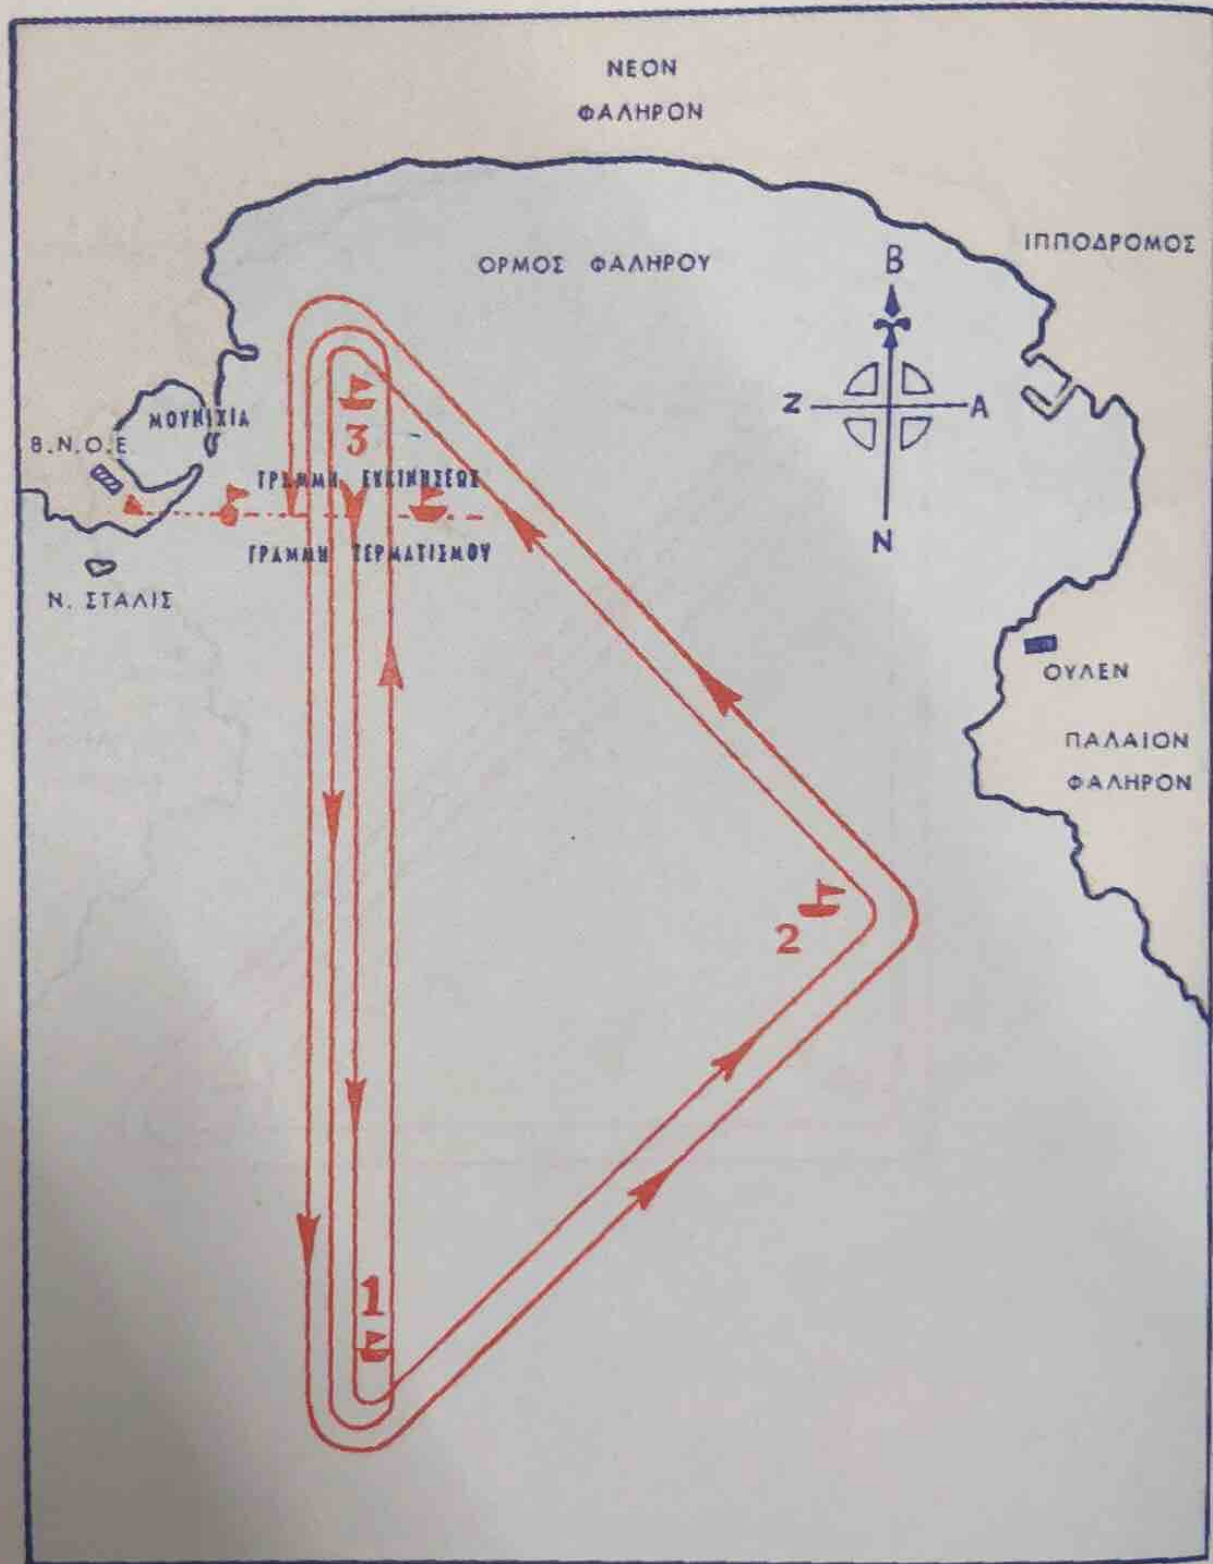 ΝΕΟΝ
ΦΑΛΗΡΟΝ
ΙΠΠΟΔΡΟΜΟΣ
ΟΡΜΟΣ ΦΑΛΗΡΟΥ
Β
Ζ
Α
Ν
ΜΟΥΝΙΧΙΑ
Β.Ν.Ο.Ε.
3
ΓΡΑΜΜΗ ΕΚΚΙΝΗΣΕΩΣ
ΓΡΑΜΜΗ ΤΕΡΜΑΤΙΣΜΟΥ
Ν. ΣΤΑΛΙΣ
ΟΥΛΕΝ
ΠΑΛΑΙΟΝ
ΦΑΛΗΡΟΝ
2
1